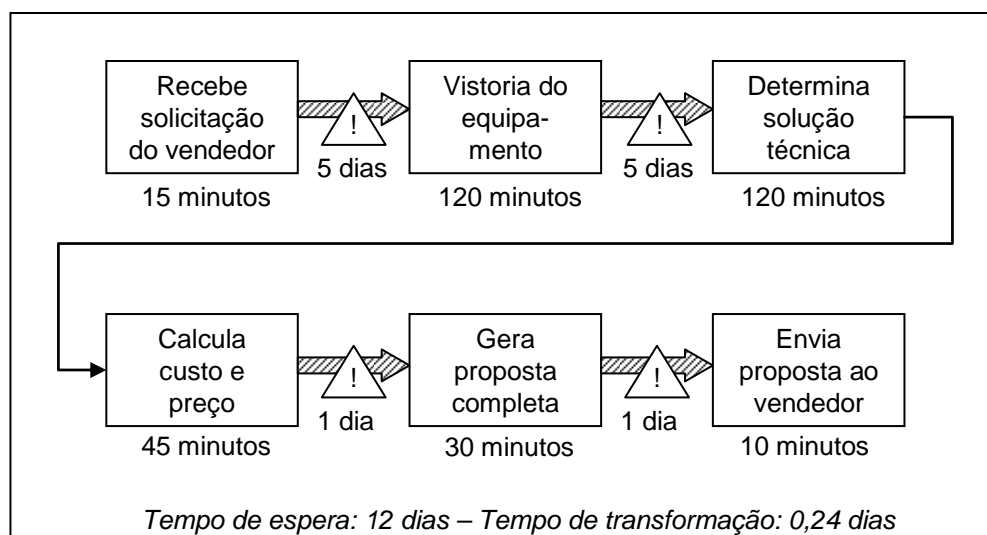 Recebe
solicitação
do vendedor
15 minutos
!
5 dias
Vistoria do
equipa-
mento
120 minutos
!
5 dias
Determina
solução
técnica
120 minutos
Calcula
custo e
preço
45 minutos
!
1 dia
Gera
proposta
completa
30 minutos
!
1 dia
Envia
proposta ao
vendedor
10 minutos
Tempo de espera: 12 dias – Tempo de transformação: 0,24 dias